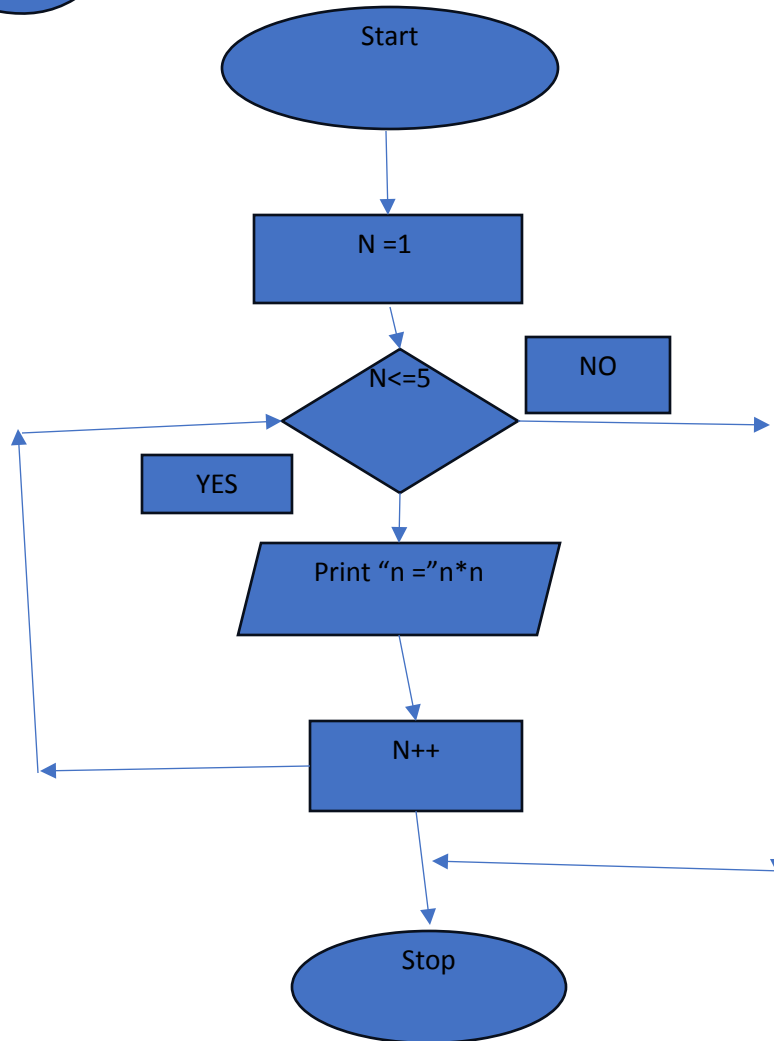 Start
N =1
N<=5
NO
YES
Print “n =”n*n
N++
Stop